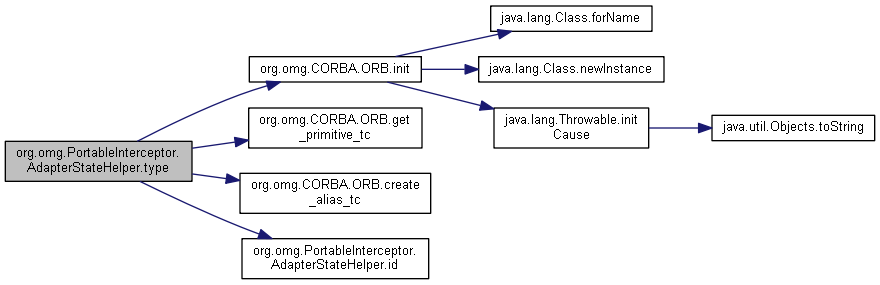 org.omg.PortableInterceptor.
AdapterStateHelper.type
org.omg.CORBA.ORB.init
java.lang.Class.forName
java.lang.Class.newInstance
java.lang.Throwable.init
Cause
java.util.Objects.toString
org.omg.CORBA.ORB.get
_primitive_tc
org.omg.CORBA.ORB.create
_alias_tc
org.omg.PortableInterceptor.
AdapterStateHelper.id